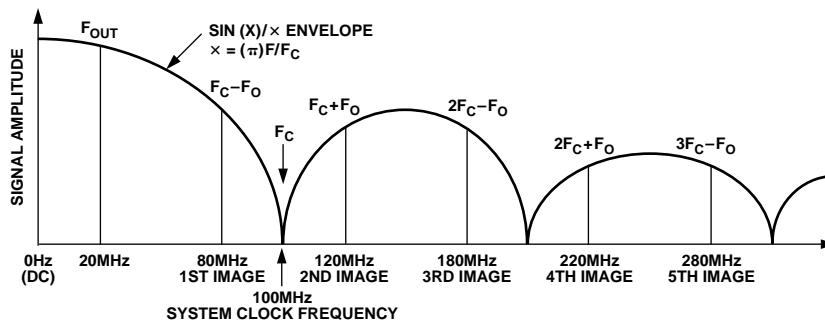 SIGNAL AMPLITUDE
F_OUT
SIN (X)/× ENVELOPE
× = (π)F/F_C
F_C–F_O
F_C
F_C+F_O
2F_C–F_O
2F_C+F_O
3F_C–F_O
0Hz
(DC)
20MHz
80MHz
1ST IMAGE
100MHz
SYSTEM CLOCK FREQUENCY
120MHz
2ND IMAGE
180MHz
3RD IMAGE
220MHz
4TH IMAGE
280MHz
5TH IMAGE